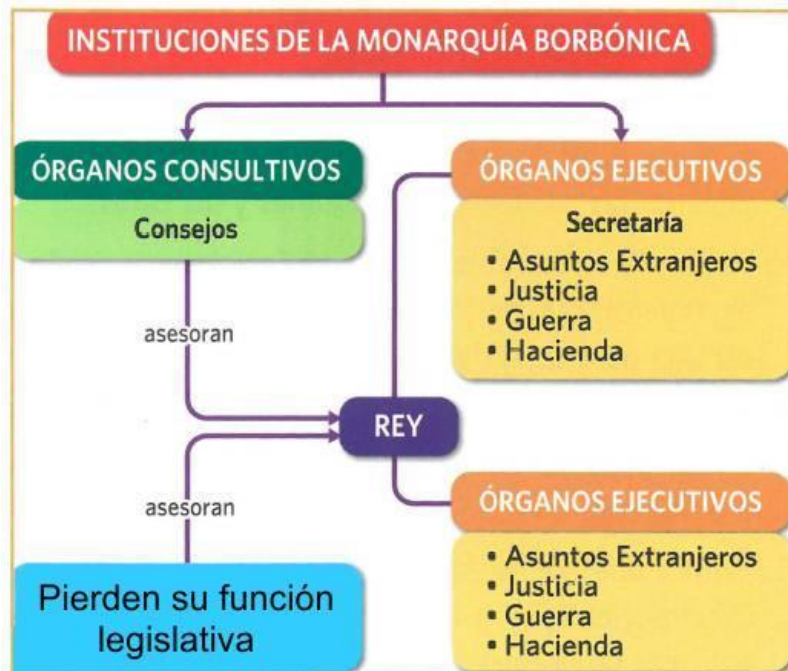 INSTITUCIONES DE LA MONARQUÍA BORBÓNICA
ÓRGANOS CONSULTIVOS
Consejos
ÓRGANOS EJECUTIVOS
Secretaría
▪ Asuntos Extranjeros
▪ Justicia
▪ Guerra
▪ Hacienda
asesoran
REY
asesoran
Pierden su función
legislativa
ÓRGANOS EJECUTIVOS
▪ Asuntos Extranjeros
▪ Justicia
▪ Guerra
▪ Hacienda